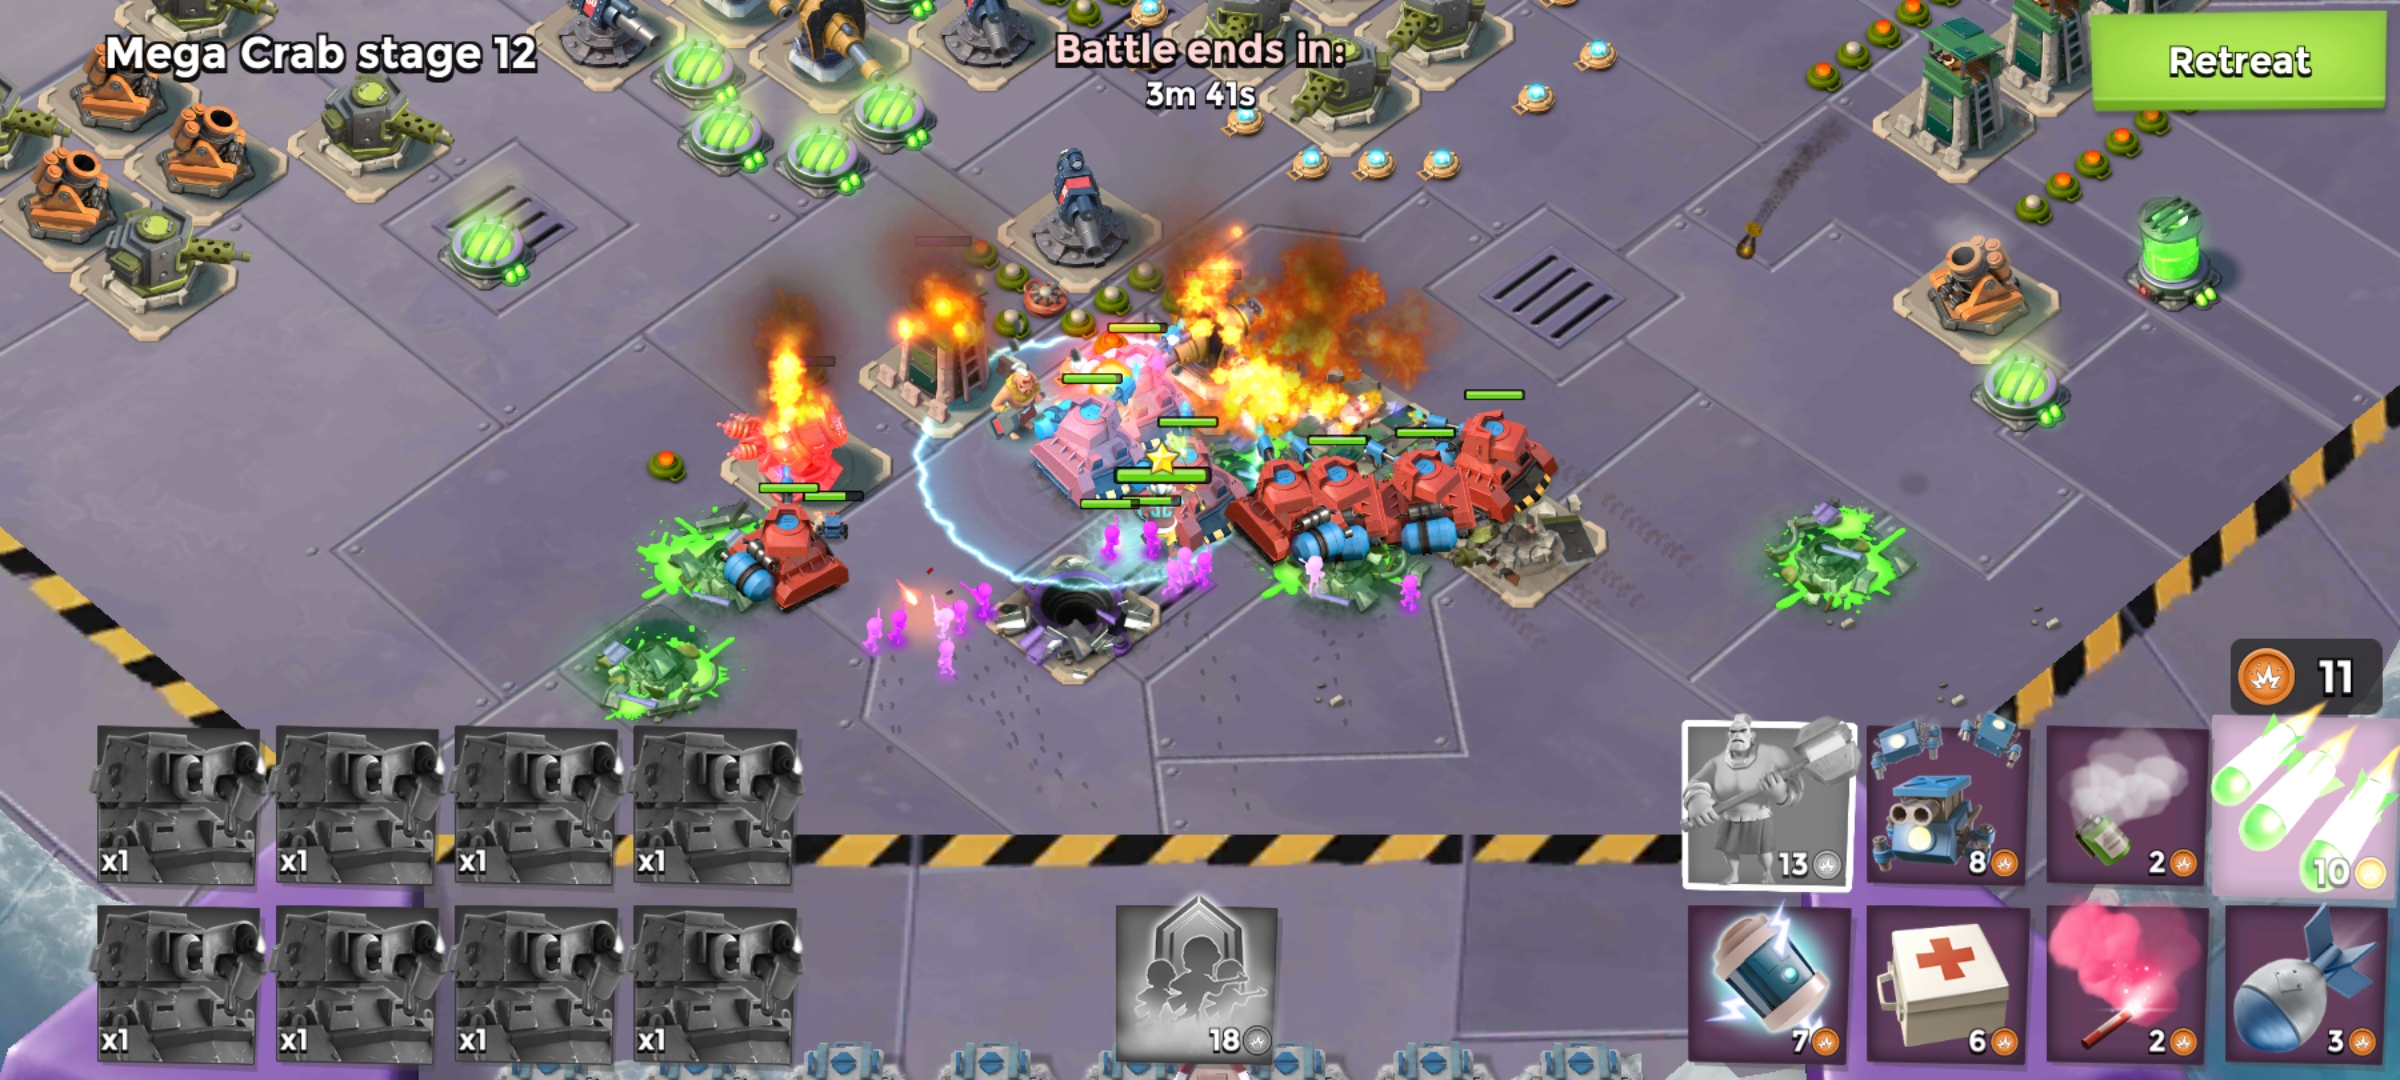 Mega Crab stage 12
Battle ends in:
3m 41s
Retreat
11
13
8
2
10
x1
x1
x1
x1
x1
x1
x1
x1
18
7
6
2
3